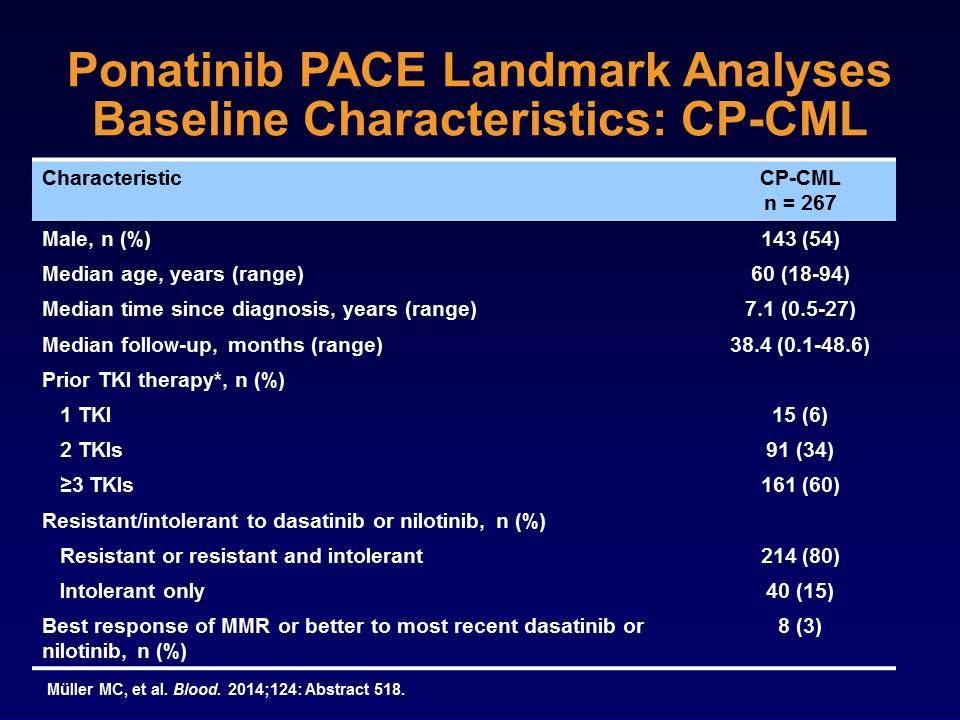 Ponatinib PACE Landmark Analyses
Baseline Characteristics: CP-CML
Characteristic CP-CML
n = 267
Male, n (%) 143 (54)
Median age, years (range) 60 (18-94)
Median time since diagnosis, years (range) 7.1 (0.5-27)
Median follow-up, months (range) 38.4 (0.1-48.6)
Prior TKI therapy*, n (%)
1 TKI 15 (6)
2 TKIs 91 (34)
≥3 TKIs 161 (60)
Resistant/intolerant to dasatinib or nilotinib, n (%)
Resistant or resistant and intolerant 214 (80)
Intolerant only 40 (15)
Best response of MMR or better to most recent dasatinib or 8 (3)
nilotinib, n (%)
Müller MC, et al. Blood. 2014;124: Abstract 518.